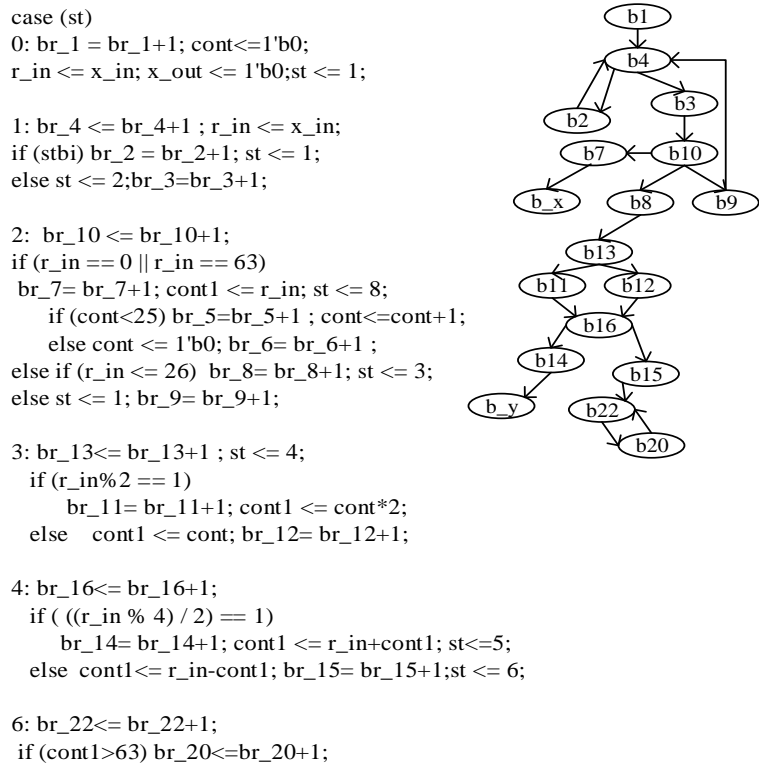 case (st)
0: br_1 = br_1+1; cont<=1'b0;
r_in <= x_in; x_out <= 1'b0;st <= 1;
1: br_4 <= br_4+1 ; r_in <= x_in;
if (stbi) br_2 = br_2+1; st <= 1;
else st <= 2;br_3=br_3+1;
2: br_10 <= br_10+1;
if (r_in == 0 || r_in == 63)
br_7= br_7+1; cont1 <= r_in; st <= 8;
if (cont<25) br_5=br_5+1 ; cont<=cont+1;
else cont <= 1'b0; br_6= br_6+1 ;
else if (r_in <= 26) br_8= br_8+1; st <= 3;
else st <= 1; br_9= br_9+1;
3: br_13<= br_13+1 ; st <= 4;
if (r_in%2 == 1)
br_11= br_11+1; cont1 <= cont*2;
else cont1 <= cont; br_12= br_12+1;
4: br_16<= br_16+1;
if ( ((r_in % 4) / 2) == 1)
br_14= br_14+1; cont1 <= r_in+cont1; st<=5;
else cont1<= r_in-cont1; br_15= br_15+1;st <= 6;
6: br_22<= br_22+1;
if (cont1>63) br_20<=br_20+1;
b1
b4
b3
b2
b7 b10
b_x b8 b9
b13
b11 b12
b16
b14
b15
b_y b22
b20